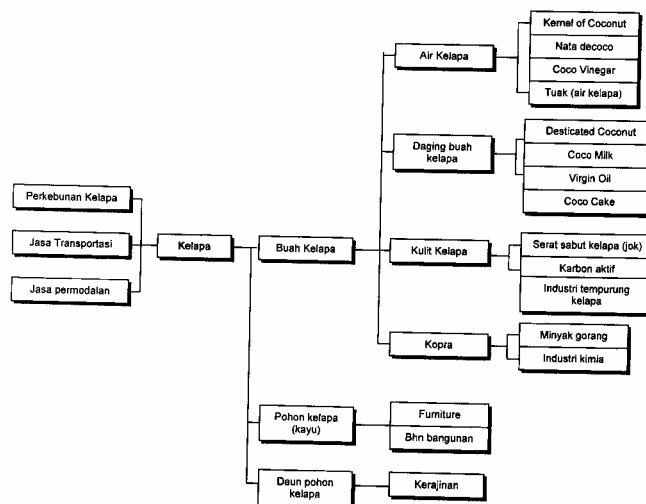 Kernel of Coconut
Nata decoco
Coco Vinegar
Tuak (air kelapa)
Air Kelapa
Desticated Coconut
Coco Milk
Virgin Oil
Coco Cake
Daging buah
kelapa
Perkebunan Kelapa
Jasa Transportasi
Jasa permodalan
Kelapa
Buah Kelapa
Kulit Kelapa
Serat sabut kelapa (jok)
Karbon aktif
Industri tempurung
kelapa
Kopra
Minyak gorang
Industri kimia
Pohon kelapa
(kayu)
Furniture
Bhn bangunan
Daun pohon
kelapa
Kerajinan